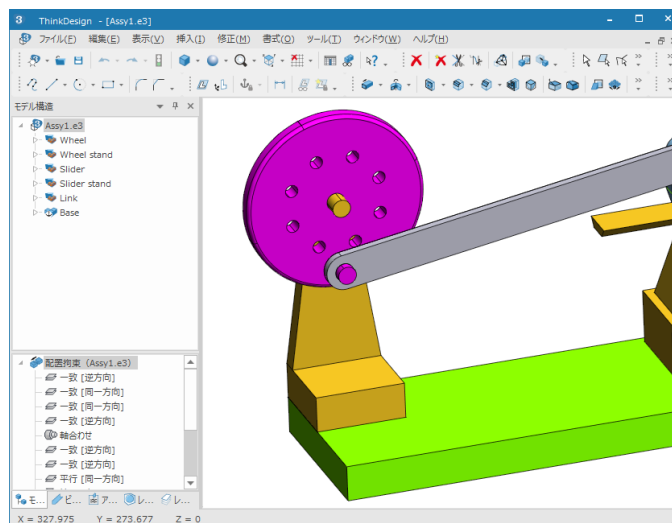 ThinkDesign - [Assy1.e3]
ファイル(F) 編集(E) 表示(V) 挿入(I) 修正(M) 書式(O) ツール(T) ウィンドウ(W) ヘルプ(H)
モデル構造
Assy1.e3
Wheel
Wheel stand
Slider
Slider stand
Link
Base
配置拘束 (Assy1.e3)
一致 [逆方向]
一致 [同一方向]
一致 [同一方向]
一致 [逆方向]
軸合わせ
一致 [逆方向]
一致 [逆方向]
平行 [同一方向]
モ... ビ... ア... レ... レ...
X = 327.975 Y = 273.677 Z = 0